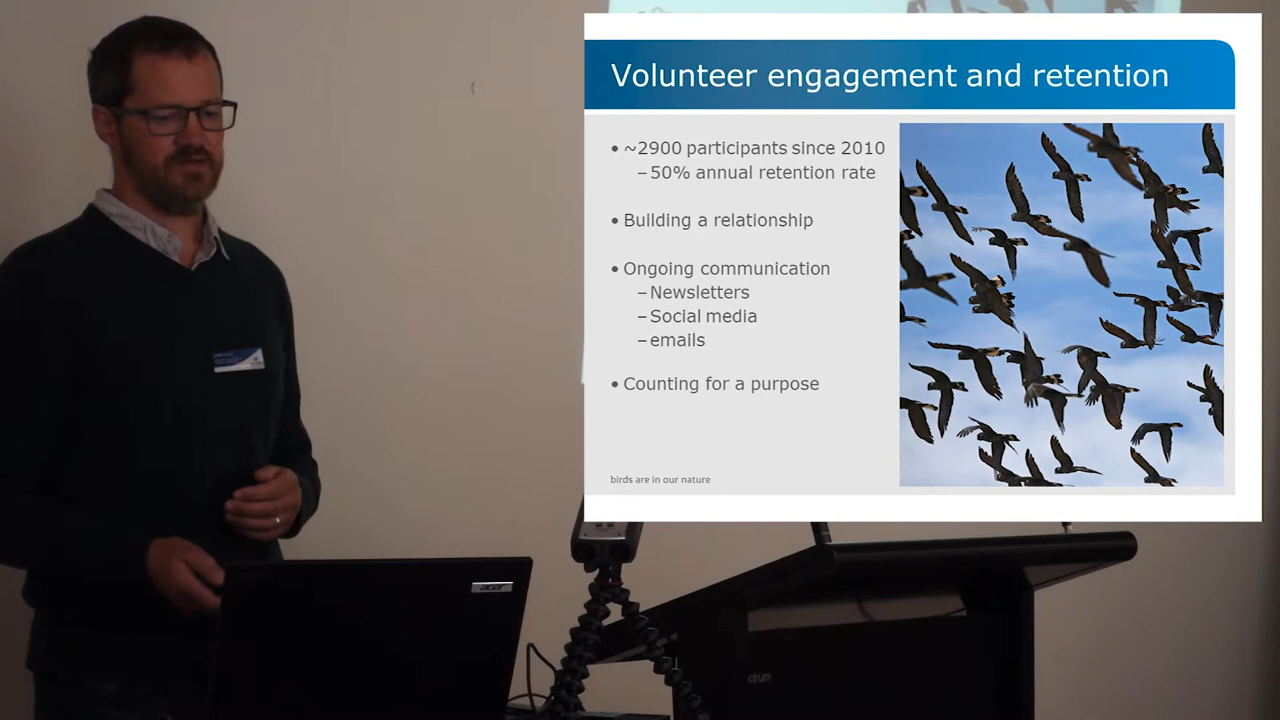 Volunteer engagement and retention
• ~2900 participants since 2010
– 50% annual retention rate
• Building a relationship
• Ongoing communication
– Newsletters
– Social media
– emails
• Counting for a purpose
birds are in our nature
acer